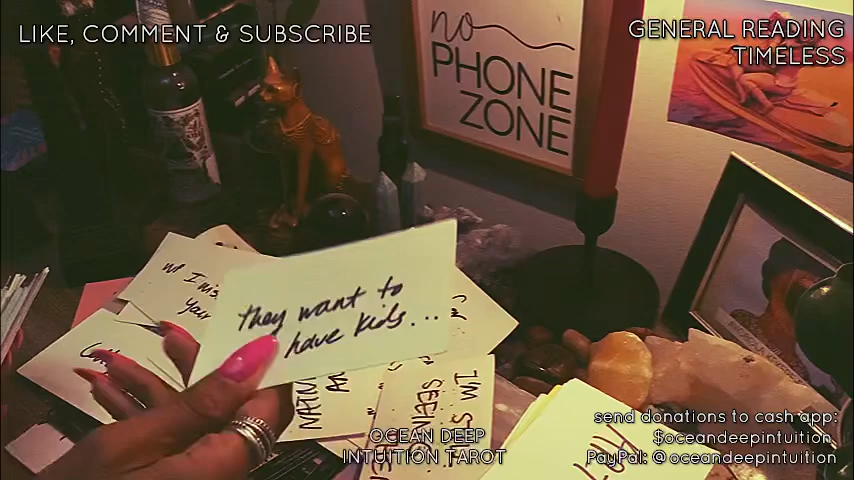 LIKE, COMMENT & SUBSCRIBE
GENERAL READING
TIMELESS
no
PHONE
ZONE
I mis
they want to
have kids...
OCEAN DEEP
INTUITION TAROT
send donations to cash app:
$oceandeepintuition
PayPal: @oceandeepintuition